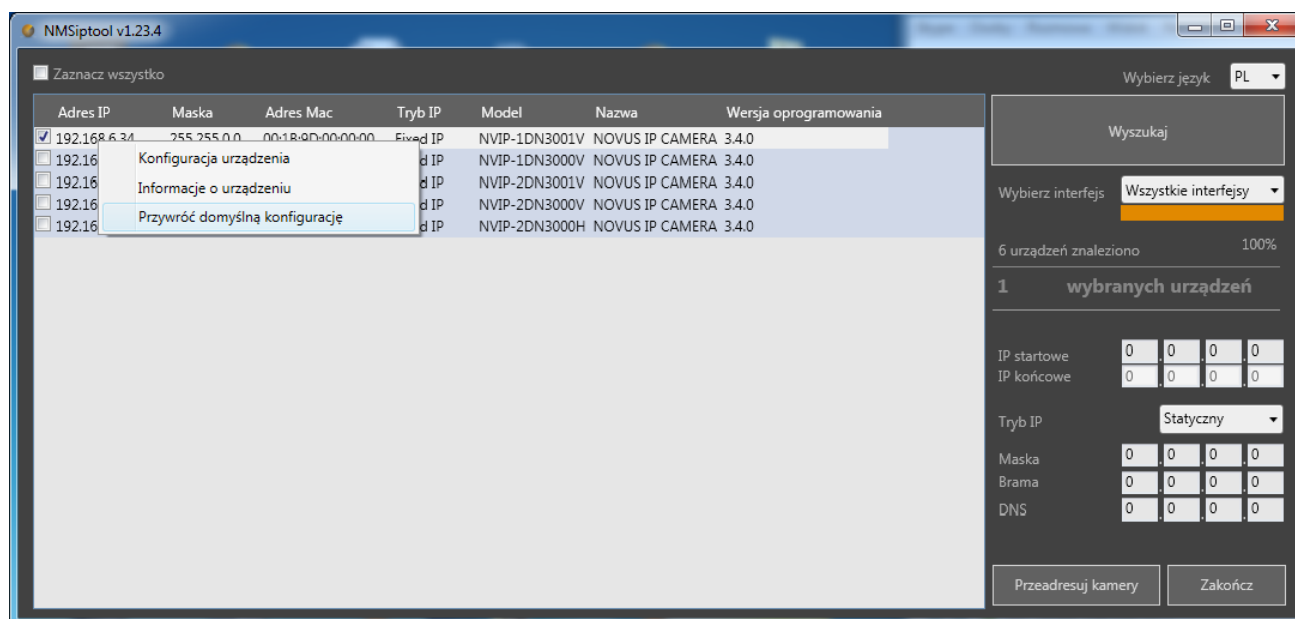 NMSiptool v1.23.4
Zaznacz wszystko
Wybierz język PL
Adres IP Maska Adres Mac Tryb IP Model Nazwa Wersja oprogramowania
192.168.6.34 255.255.0.0 00:1B:9D:00:00:00 Fixed IP NVIP-1DN3001V NOVUS IP CAMERA 3.4.0
192.16 d IP NVIP-1DN3000V NOVUS IP CAMERA 3.4.0
192.16 d IP NVIP-2DN3001V NOVUS IP CAMERA 3.4.0
192.16 d IP NVIP-2DN3000V NOVUS IP CAMERA 3.4.0
192.16 d IP NVIP-2DN3000H NOVUS IP CAMERA 3.4.0
Konfiguracja urządzenia
Informacje o urządzeniu
Przywróć domyślną konfigurację
Wyszukaj
Wybierz interfejs Wszystkie interfejsy
6 urządzeń znaleziono 100%
1 wybranych urządzeń
IP startowe 0 . 0 . 0 . 0
IP końcowe 0 . 0 . 0 . 0
Tryb IP Statyczny
Maska 0 . 0 . 0 . 0
Brama 0 . 0 . 0 . 0
DNS 0 . 0 . 0 . 0
Przeadresuj kamery Zakończ